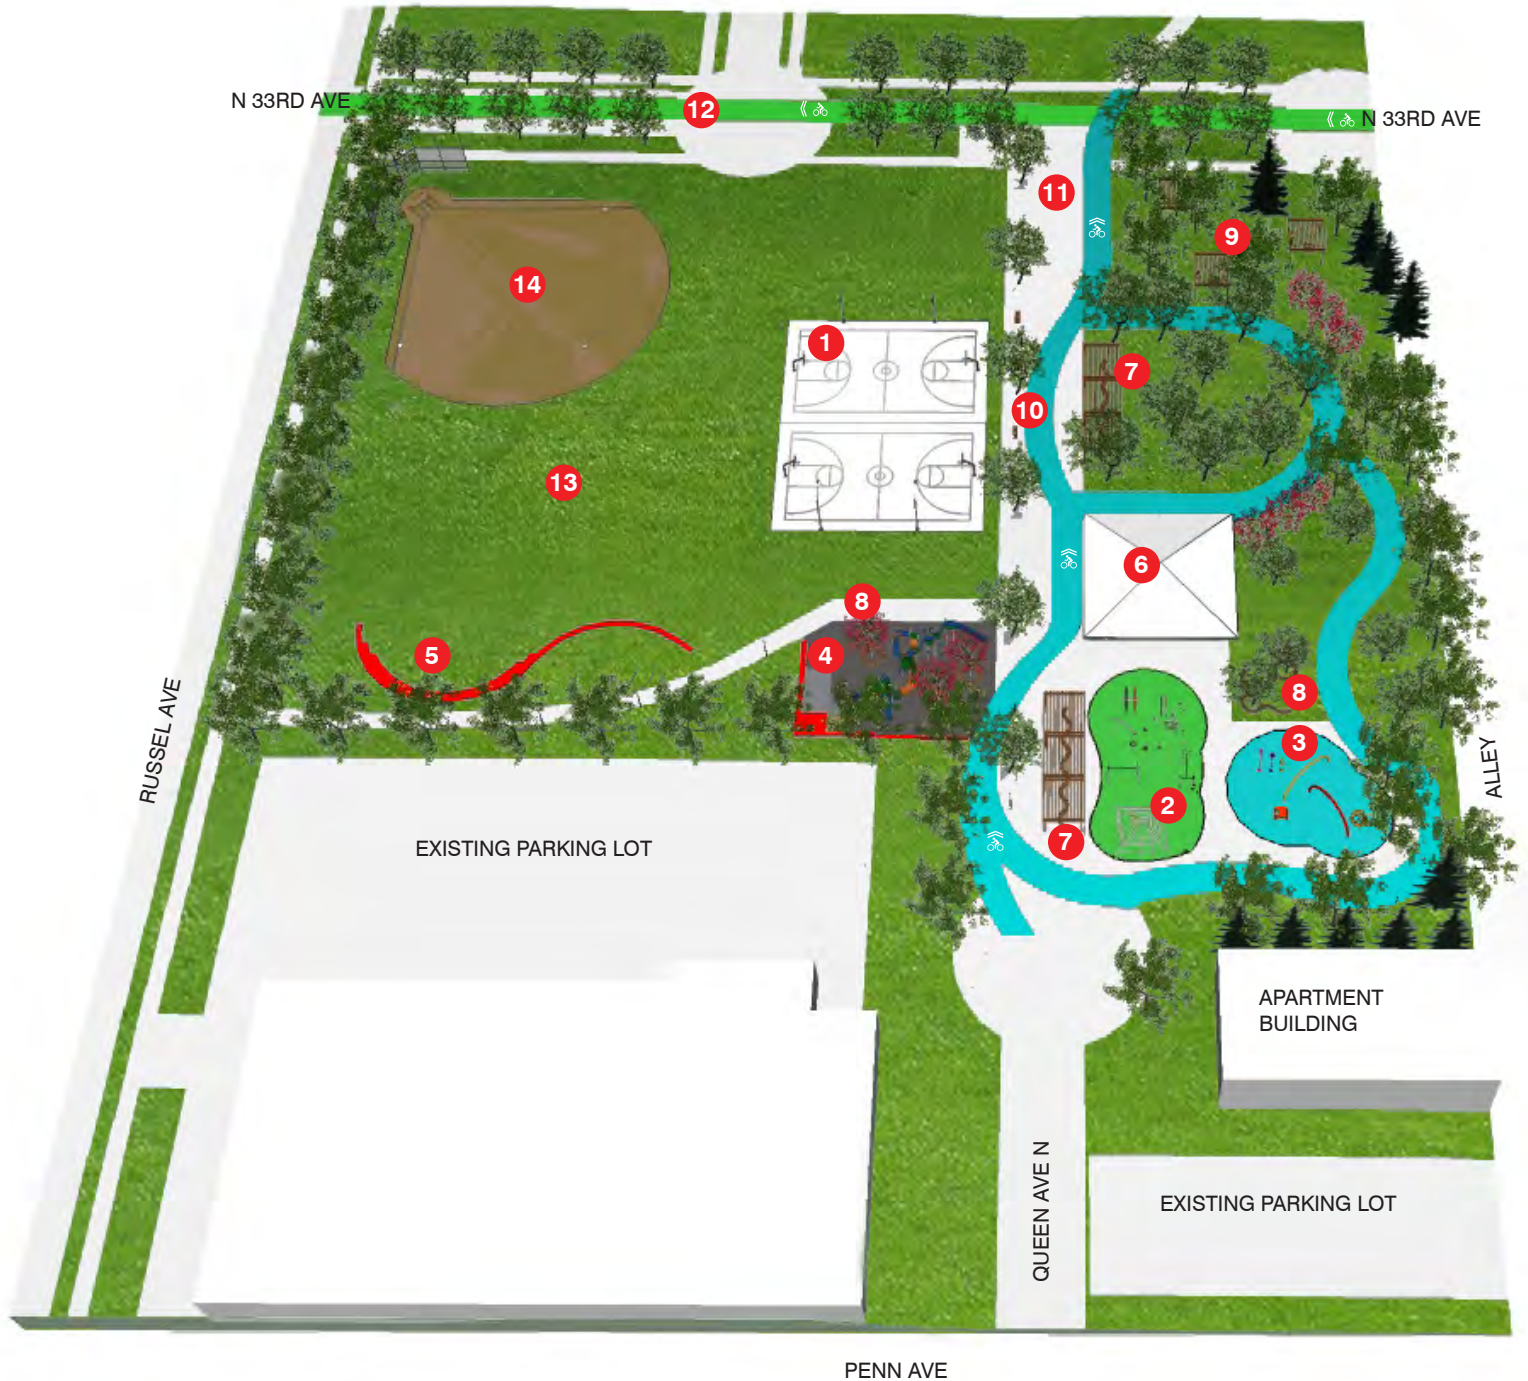 N 33RD AVE
12
N 33RD AVE
11
9
14
1
7
10
13
6
8
5
4
8
3
2
7
RUSSEL AVE
ALLEY
EXISTING PARKING LOT
APARTMENT
BUILDING
QUEEN AVE N
EXISTING PARKING LOT
PENN AVE